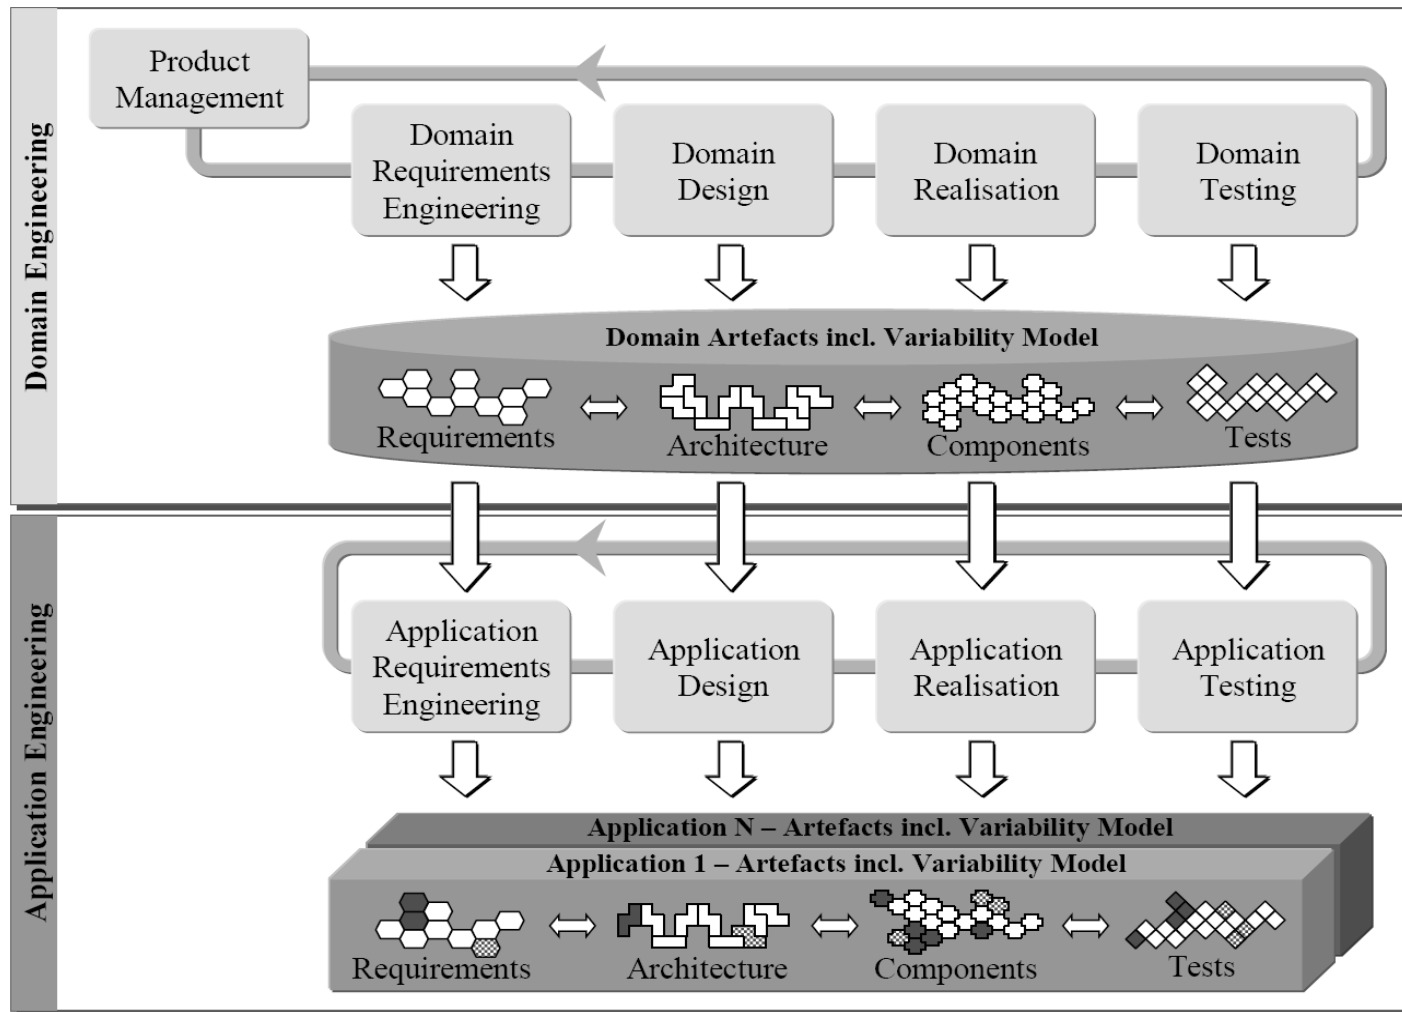 Domain Engineering
Product
Management
Domain
Requirements
Engineering
Domain
Design
Domain
Realisation
Domain
Testing
Domain Artefacts incl. Variability Model
Requirements
Architecture
Components
Tests
Application Engineering
Application
Requirements
Engineering
Application
Design
Application
Realisation
Application
Testing
Application N – Artefacts incl. Variability Model
Application 1 – Artefacts incl. Variability Model
Requirements
Architecture
Components
Tests